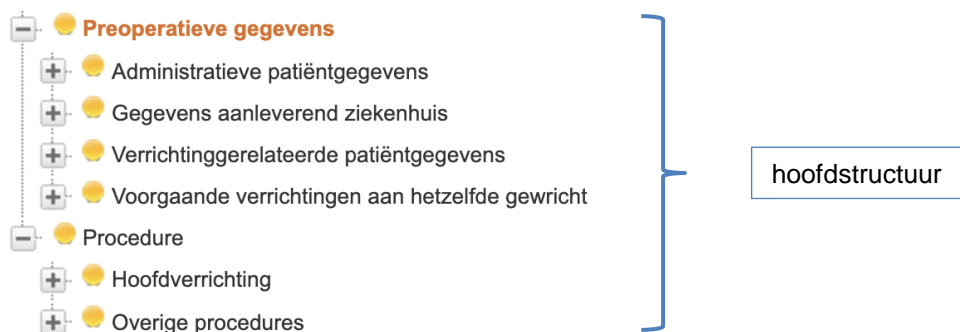 Preoperatieve gegevens
Administratieve patiëntgegevens
Gegevens aanleverend ziekenhuis
Verrichtinggerelateerde patiëntgegevens
Voorgaande verrichtingen aan hetzelfde gewricht
Procedure
Hoofdverrichting
Overige procedures
hoofdstructuur